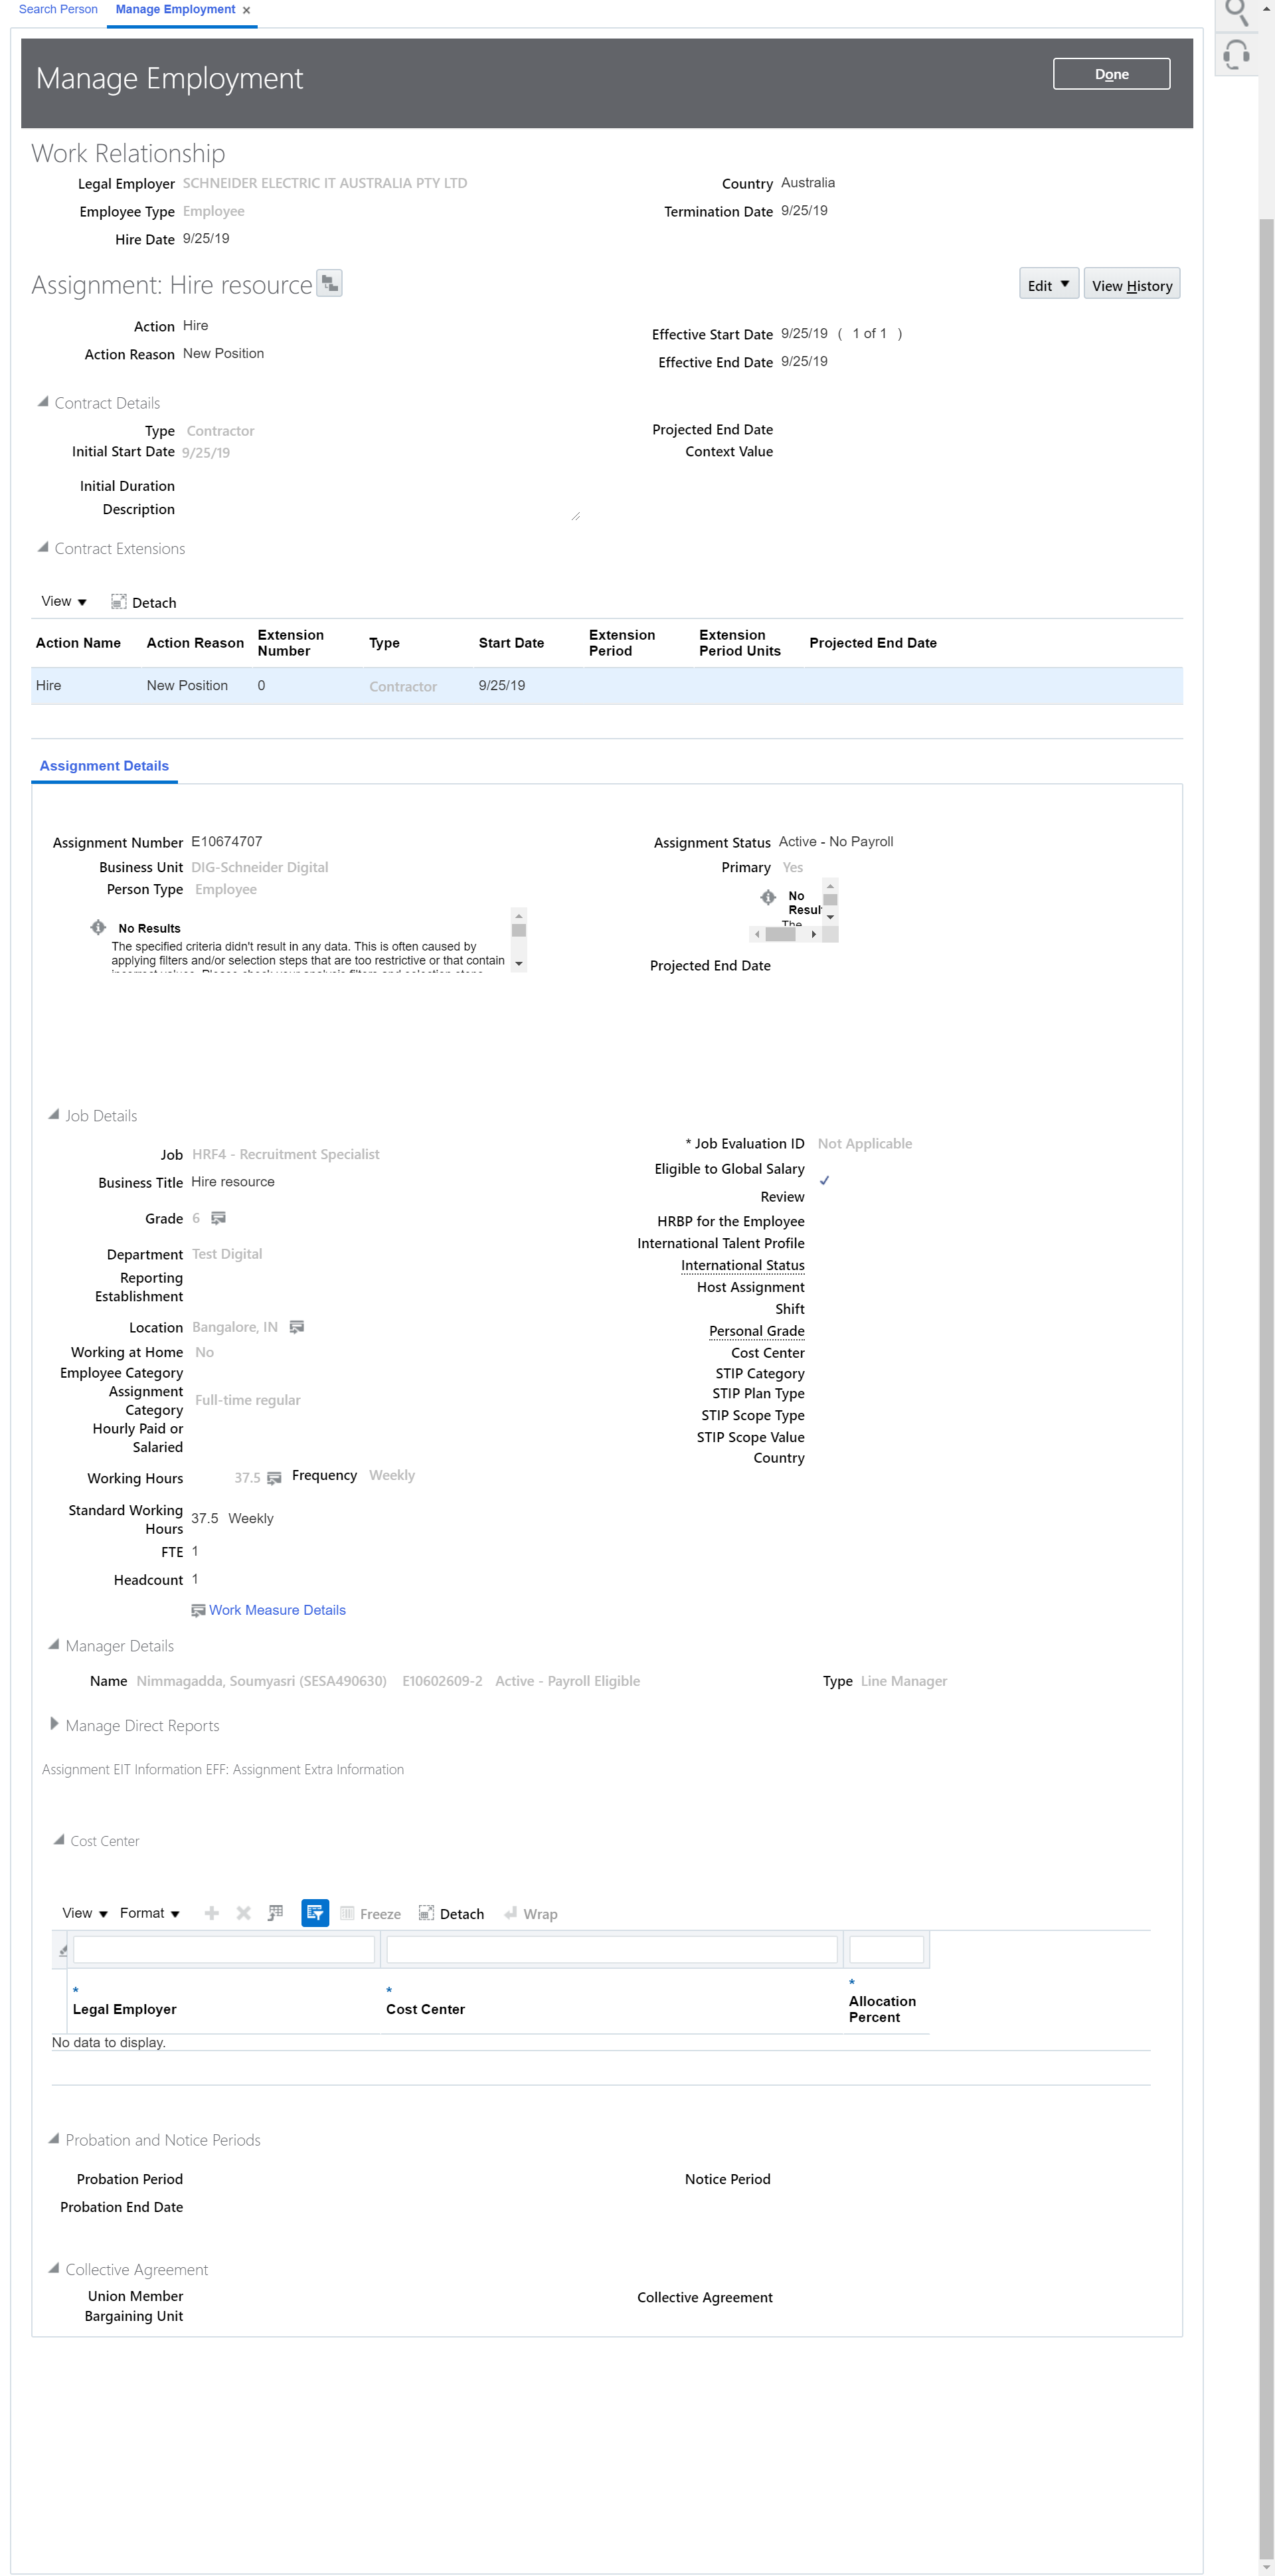 Search Person Manage Employment ×
Manage Employment Done
Work Relationship
Legal Employer SCHNEIDER ELECTRIC IT AUSTRALIA PTY LTD Country Australia
Employee Type Employee Termination Date 9/25/19
Hire Date 9/25/19
Assignment: Hire resource Edit View History
Action Hire Effective Start Date 9/25/19 ( 1 of 1 )
Action Reason New Position Effective End Date 9/25/19
Contract Details
Type Contractor Projected End Date
Initial Start Date 9/25/19 Context Value
Initial Duration
Description
Contract Extensions
View Detach
Action Name Action Reason Extension Number Type Start Date Extension Period Extension Period Units Projected End Date
Hire New Position 0 Contractor 9/25/19
Assignment Details
Assignment Number E10674707 Assignment Status Active - No Payroll
Business Unit DIG-Schneider Digital Primary Yes
Person Type Employee
No Results
The specified criteria didn't result in any data. This is often caused by
applying filters and/or selection steps that are too restrictive or that contain
incorrect values. Please check your analysis filters and selection steps
No
Resul
The
Projected End Date
Job Details
Job HRF4 - Recruitment Specialist
Business Title Hire resource
Grade 6
Department Test Digital
Reporting
Establishment
Location Bangalore, IN
Working at Home No
Employee Category
Assignment
Category Full-time regular
Hourly Paid or
Salaried
Working Hours 37.5 Frequency Weekly
Standard Working
Hours 37.5 Weekly
FTE 1
Headcount 1
Work Measure Details
* Job Evaluation ID Not Applicable
Eligible to Global Salary
Review
HRBP for the Employee
International Talent Profile
International Status
Host Assignment
Shift
Personal Grade
Cost Center
STIP Category
STIP Plan Type
STIP Scope Type
STIP Scope Value
Country
Manager Details
Name Nimmagadda, Soumyasri (SESA490630) E10602609-2 Active - Payroll Eligible Type Line Manager
Manage Direct Reports
Assignment EIT Information EFF: Assignment Extra Information
Cost Center
View Format Freeze Detach Wrap
* Legal Employer * Cost Center * Allocation Percent
No data to display.
Probation and Notice Periods
Probation Period Notice Period
Probation End Date
Collective Agreement
Union Member Collective Agreement
Bargaining Unit